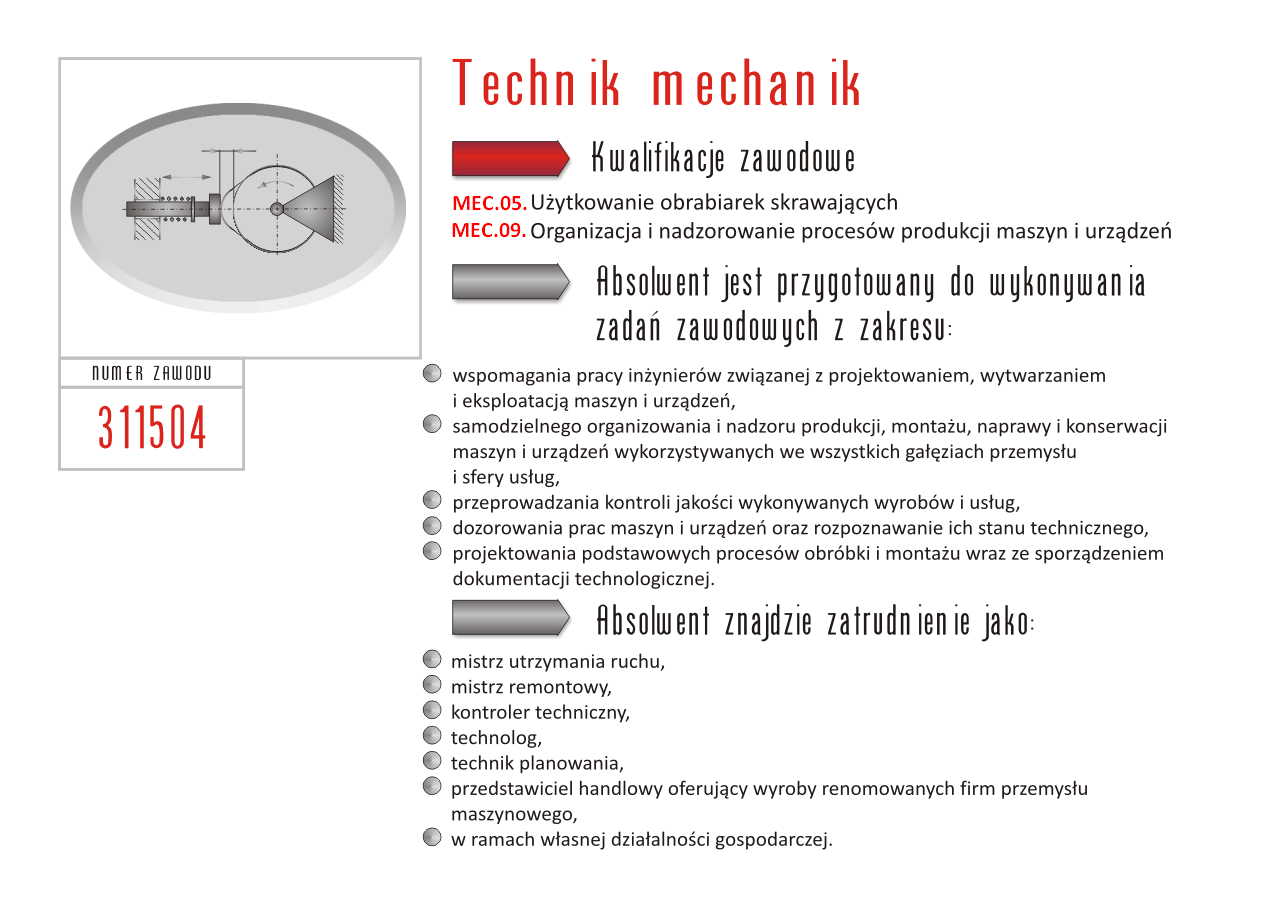 Technik mechanik
Kwalifikacje zawodowe
MEC.05. Użytkowanie obrabiarek skrawających
MEC.09. Organizacja i nadzorowanie procesów produkcji maszyn i urządzeń
Absolwent jest przygotowany do wykonywania
zadań zawodowych z zakresu:
NUMER ZAWODU
311504
wspomagania pracy inżynierów związanej z projektowaniem, wytwarzaniem
i eksploatacją maszyn i urządzeń,
samodzielnego organizowania i nadzoru produkcji, montażu, naprawy i konserwacji
maszyn i urządzeń wykorzystywanych we wszystkich gałęziach przemysłu
i sfery usług,
przeprowadzania kontroli jakości wykonywanych wyrobów i usług,
dozorowania prac maszyn i urządzeń oraz rozpoznawanie ich stanu technicznego,
projektowania podstawowych procesów obróbki i montażu wraz ze sporządzeniem
dokumentacji technologicznej.
Absolwent znajdzie zatrudnienie jako:
mistrz utrzymania ruchu,
mistrz remontowy,
kontroler techniczny,
technolog,
technik planowania,
przedstawiciel handlowy oferujący wyroby renomowanych firm przemysłu
maszynowego,
w ramach własnej działalności gospodarczej.